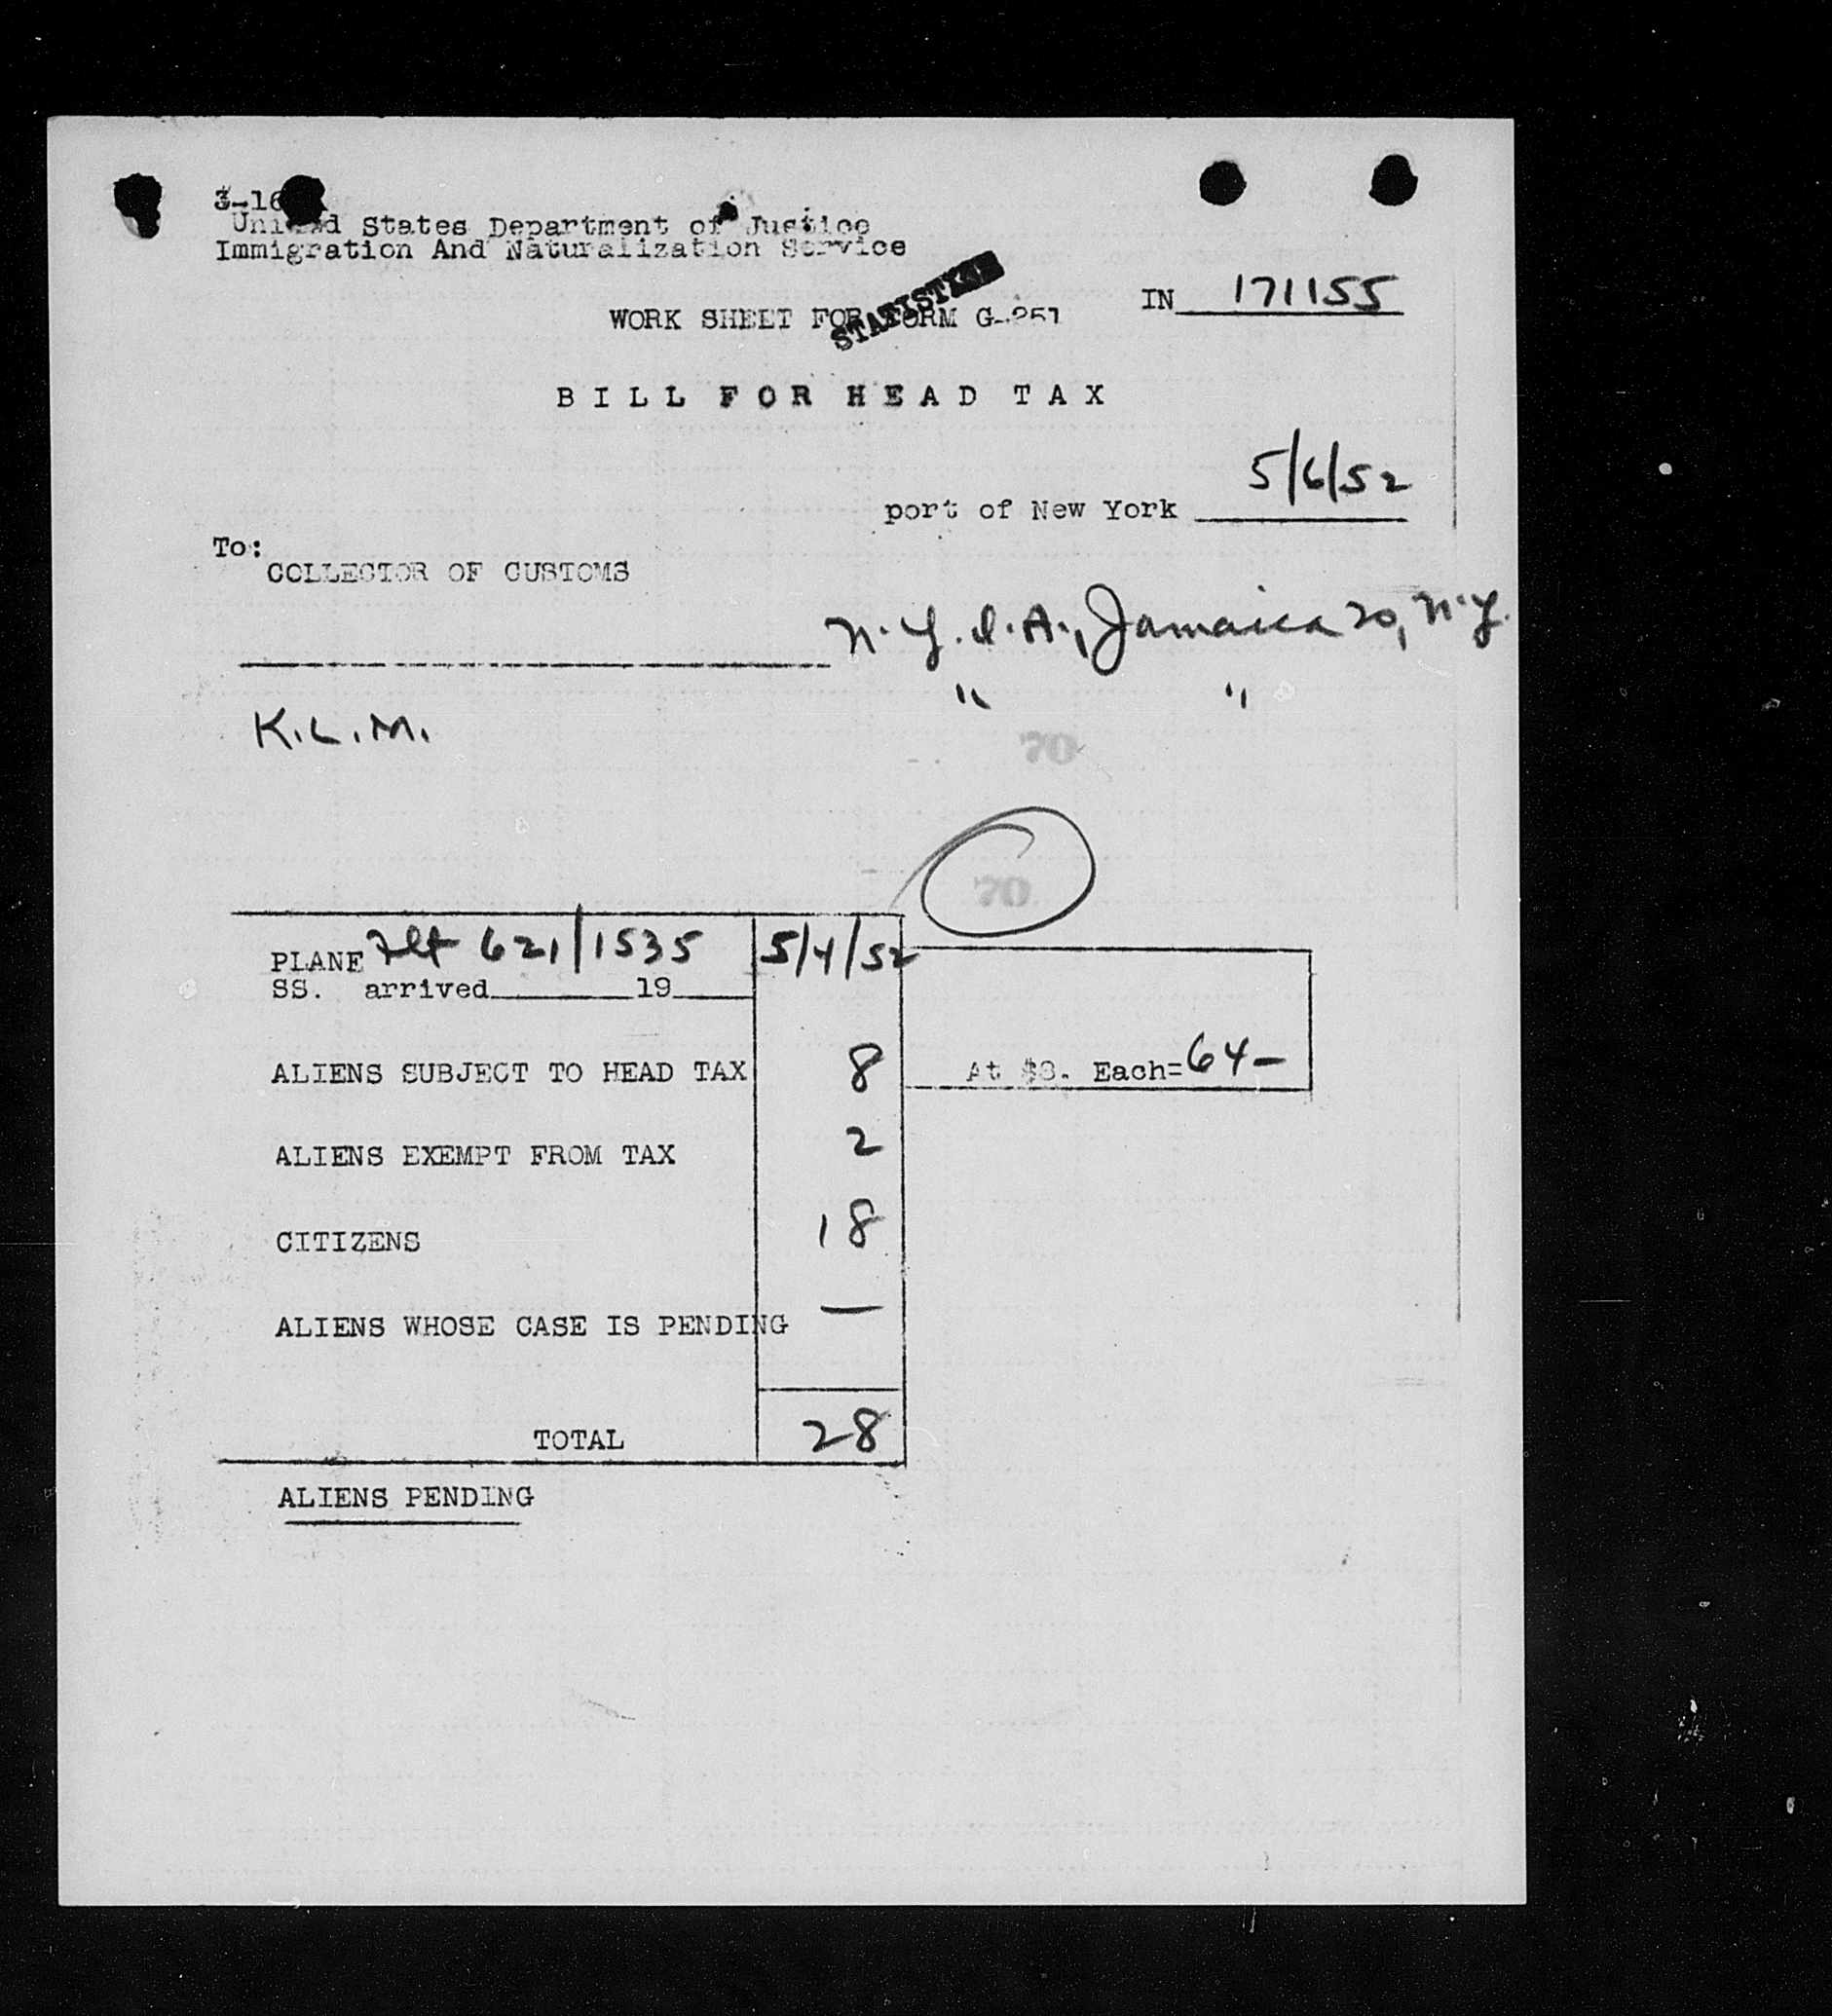 United States Department of Justice
Immigration And Naturalization Service
IN 171155
WORK SHEET FOR FORM G-251
BILL FOR HEAD TAX
5/6/52
port of New York
To:
COLLECTOR OF CUSTOMS
N.Y.I.A., Jamaica 20, N.Y.
" "
K.L.M.
70
70
PLANE Flt 621/1535 5/4/52
SS. arrived 19
ALIENS SUBJECT TO HEAD TAX 8 At $8. Each= 64-
ALIENS EXEMPT FROM TAX 2
CITIZENS 18
ALIENS WHOSE CASE IS PENDING —
TOTAL 28
ALIENS PENDING